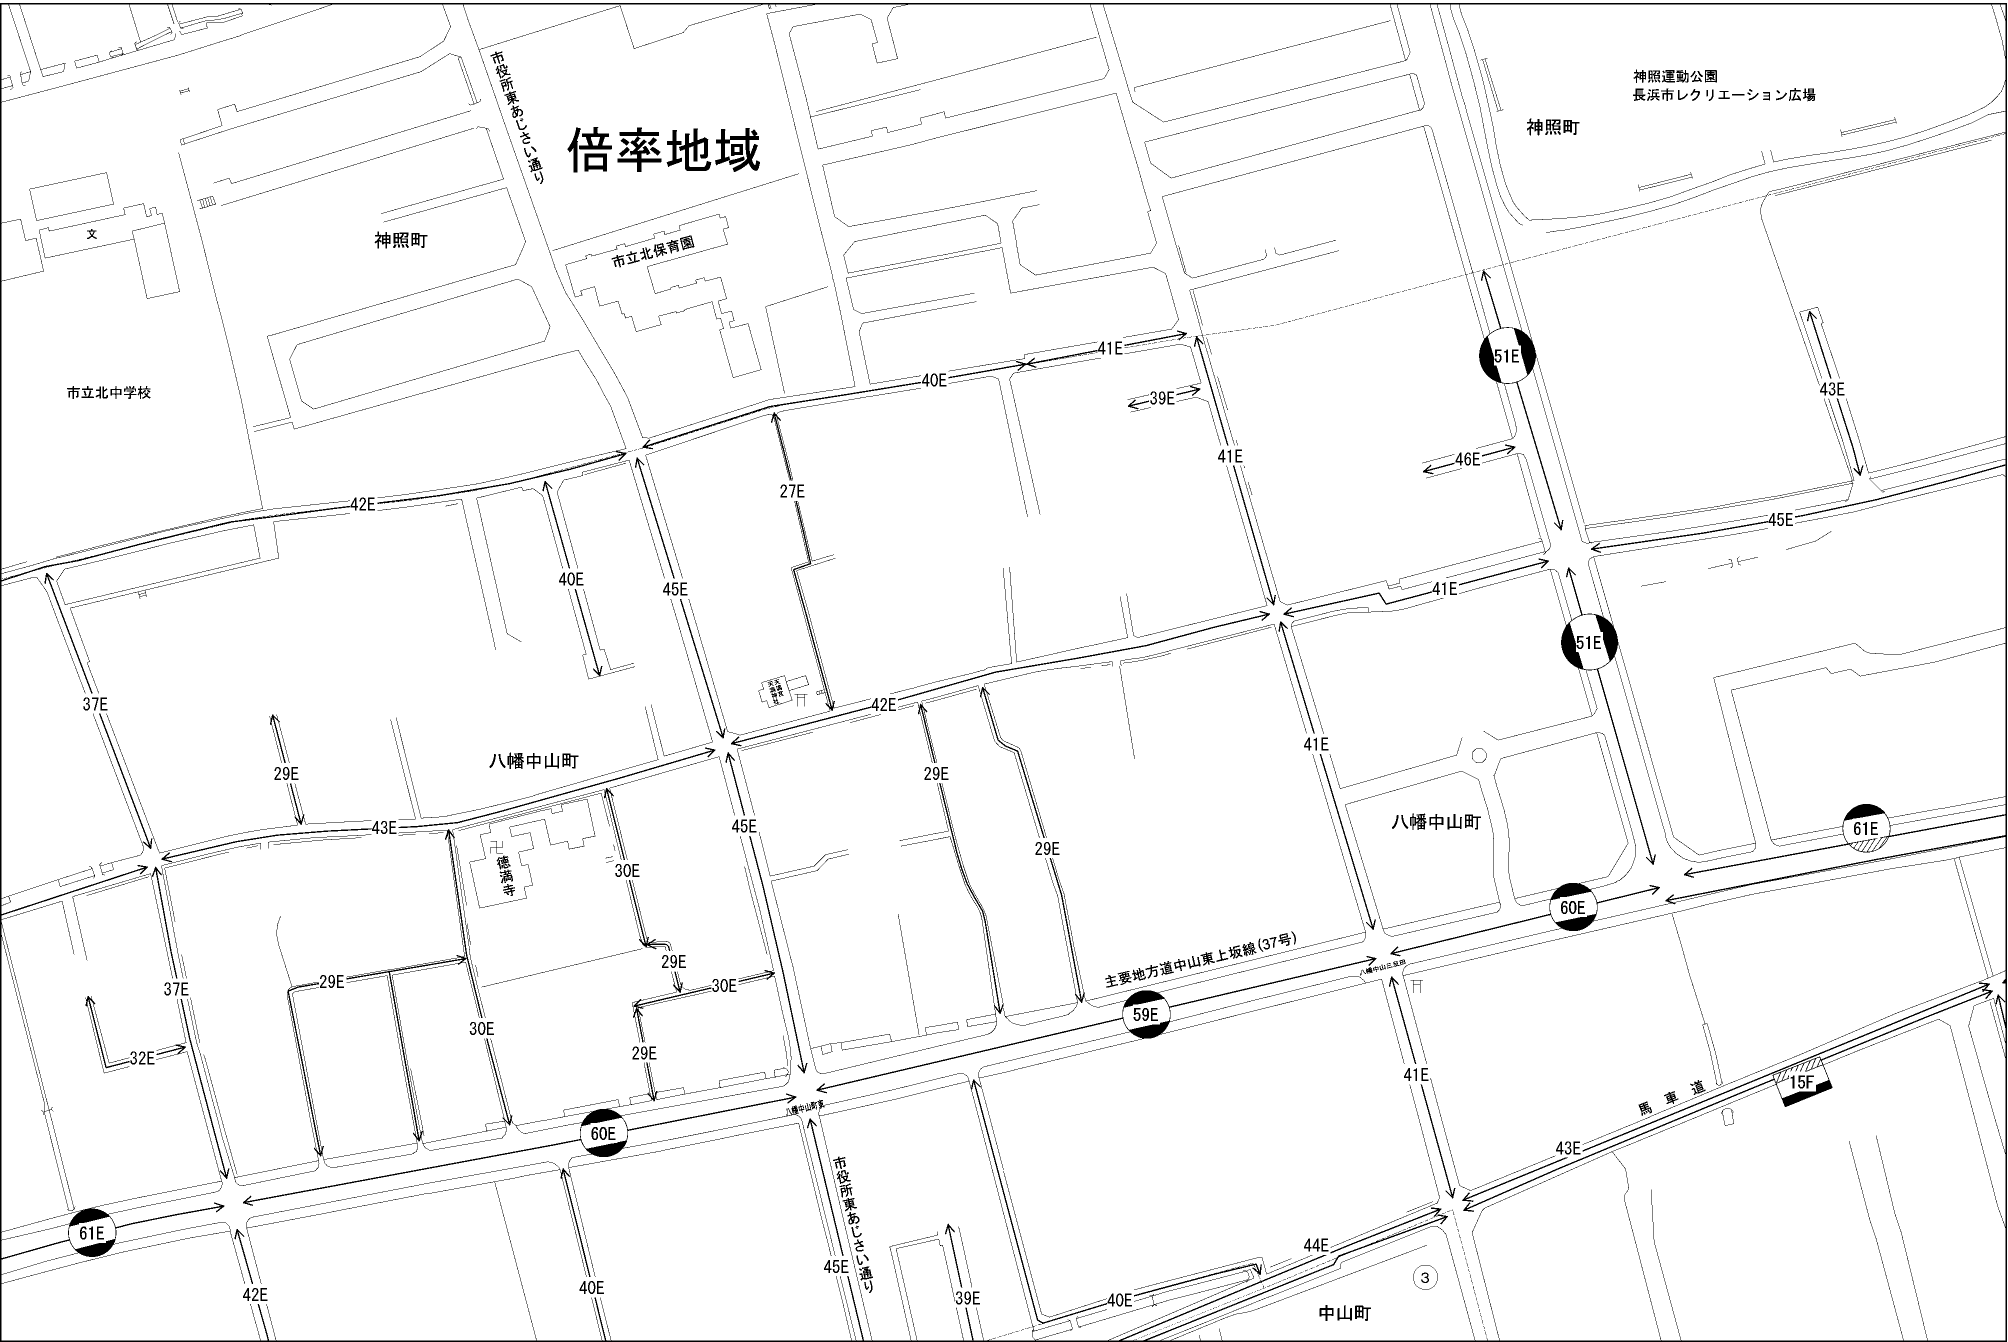 神照運動公園
長浜市レクリエーション広場
神照町
市役所東あじさい通り
倍率地域
神照町
文
市立北保育園
市立北中学校
41E
51E
40E
39E
43E
41E
46E
27E
42E
45E
40E
45E
41E
51E
37E
42E
41E
八幡中山町
29E
29E
43E
45E
八幡中山町
61E
29E
徳満寺
30E
60E
主要地方道中山東上坂線(37号)
29E
29E
30E
37E
59E
30E
29E
32E
41E
15F
馬車道
八幡中山町東
60E
43E
市役所東あじさい通り
61E
44E
45E
3
40E
42E
39E
40E
中山町